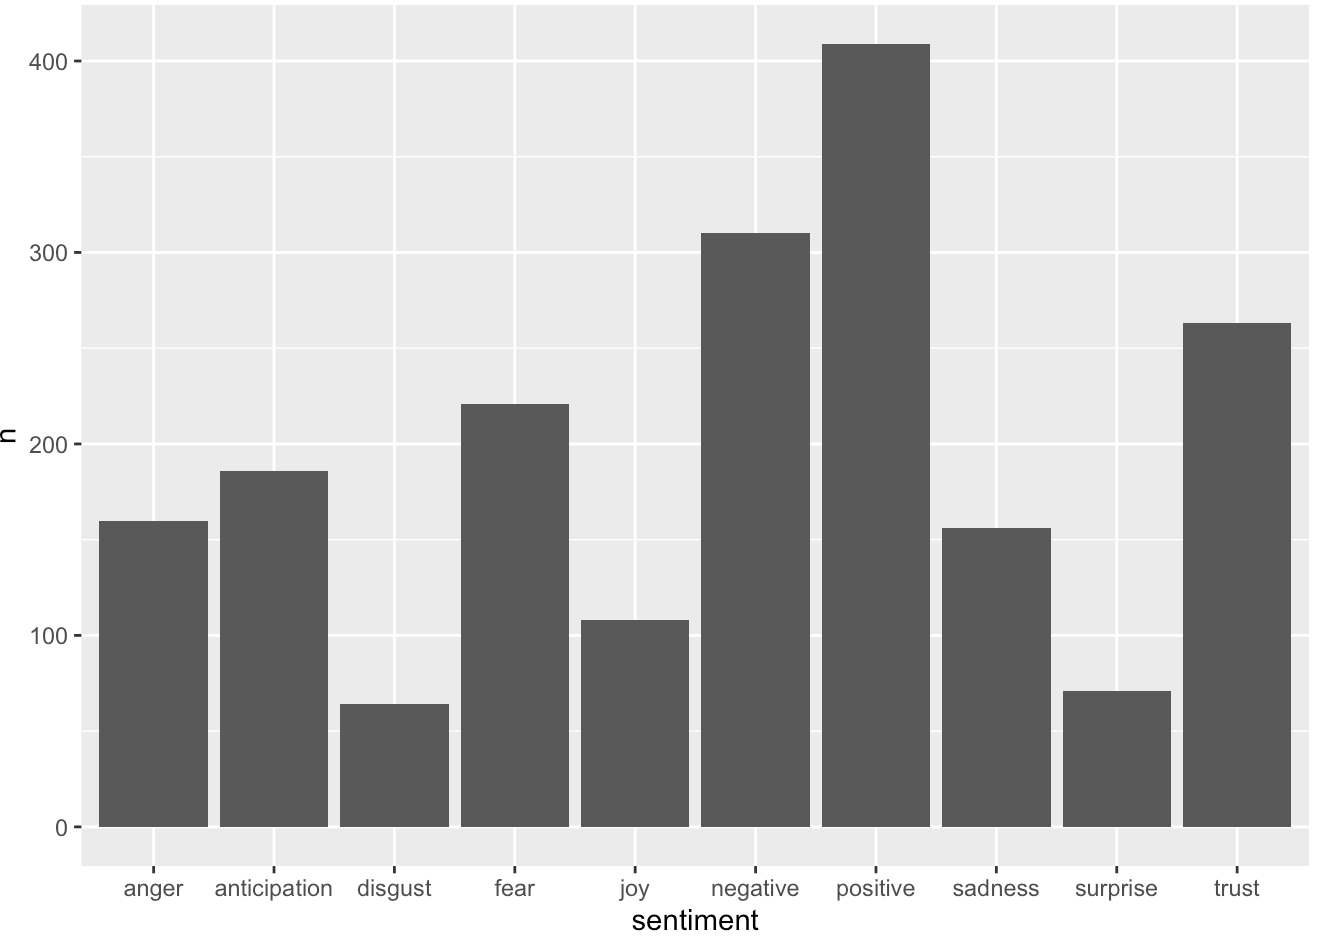 400
300
200
100
0
n
anger anticipation disgust fear joy negative positive sadness surprise trust
sentiment